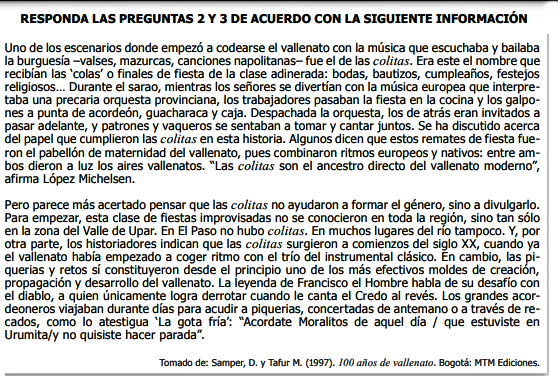 RESPONDA LAS PREGUNTAS 2 Y 3 DE ACUERDO CON LA SIGUIENTE INFORMACIÓN
Uno de los escenarios donde empezó a codearse el vallenato con la música que escuchaba y bailaba
la burguesía –valses, mazurcas, canciones napolitanas– fue el de las colitas. Era este el nombre que
recibían las 'colas' o finales de fiesta de la clase adinerada: bodas, bautizos, cumpleaños, festejos
religiosos... Durante el sarao, mientras los señores se divertían con la música europea que interpre-
taba una precaria orquesta provinciana, los trabajadores pasaban la fiesta en la cocina y los galpo-
nes a punta de acordeón, guacharaca y caja. Despachada la orquesta, los de atrás eran invitados a
pasar adelante, y patrones y vaqueros se sentaban a tomar y cantar juntos. Se ha discutido acerca
del papel que cumplieron las colitas en esta historia. Algunos dicen que estos remates de fiesta fue-
ron el pabellón de maternidad del vallenato, pues combinaron ritmos europeos y nativos: entre am-
bos dieron a luz los aires vallenatos. “Las colitas son el ancestro directo del vallenato moderno”,
afirma López Michelsen.
Pero parece más acertado pensar que las colitas no ayudaron a formar el género, sino a divulgarlo.
Para empezar, esta clase de fiestas improvisadas no se conocieron en toda la región, sino tan sólo
en la zona del Valle de Upar. En El Paso no hubo colitas. En muchos lugares del río tampoco. Y, por
otra parte, los historiadores indican que las colitas surgieron a comienzos del siglo XX, cuando ya
el vallenato había empezado a coger ritmo con el trío del instrumental clásico. En cambio, las pi-
querias y retos sí constituyeron desde el principio uno de los más efectivos moldes de creación,
propagación y desarrollo del vallenato. La leyenda de Francisco el Hombre habla de su desafío con
el diablo, a quien únicamente logra derrotar cuando le canta el Credo al revés. Los grandes acor-
deoneros viajaban durante días para acudir a piquerias, concertadas de antemano o a través de re-
cados, como lo atestigua 'La gota fría': “Acordate Moralitos de aquel día / que estuviste en
Urumita/y no quisiste hacer parada”.
Tomado de: Samper, D. y Tafur M. (1997). 100 años de vallenato. Bogotá: MTM Ediciones.